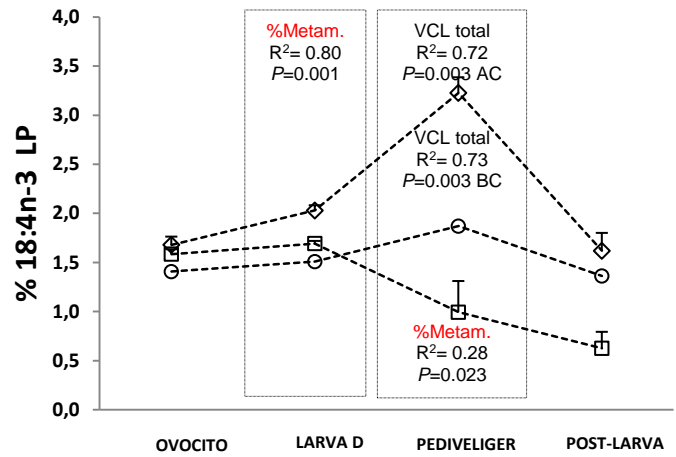 % 18:4n-3 LP
4,0
3,5
3,0
2,5
2,0
1,5
1,0
0,5
0,0
%Metam.
R²= 0.80
P=0.001
VCL total
R²= 0.72
P=0.003 AC
VCL total
R²= 0.73
P=0.003 BC
%Metam.
R²= 0.28
P=0.023
OVOCITO
LARVA D
PEDIVELIGER
POST-LARVA